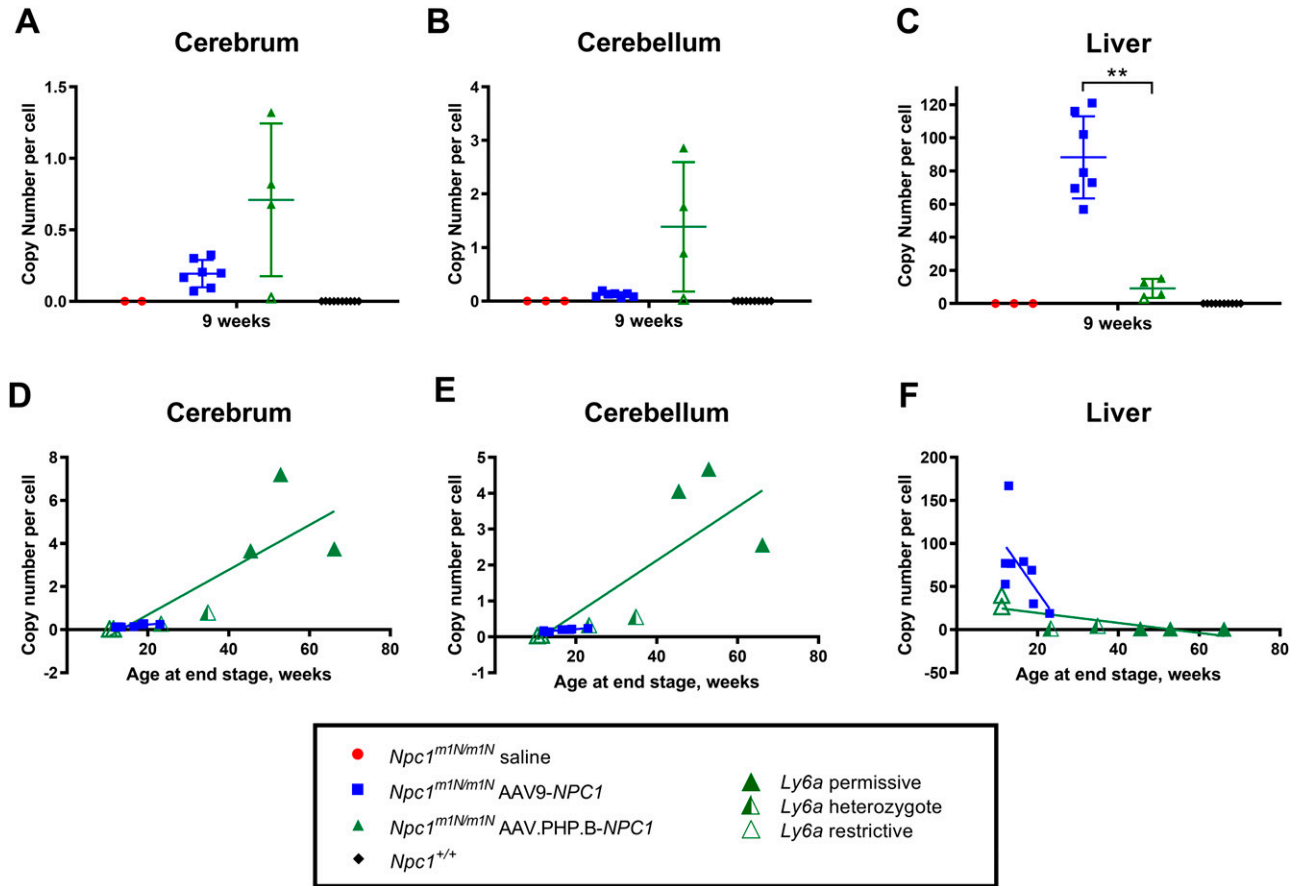 A
Cerebrum
Copy Number per cell
1.5
1.0
0.5
0.0
9 weeks
B
Cerebellum
Copy Number per cell
4
3
2
1
0
9 weeks
C
Liver
**
Copy Number per cell
120
100
80
60
40
20
0
9 weeks
D
Cerebrum
Copy number per cell
8
6
4
2
0
-2
20
40
60
80
Age at end stage, weeks
E
Cerebellum
Copy number per cell
5
4
3
2
1
0
-1
20
40
60
80
Age at end stage, weeks
F
Liver
Copy number per cell
200
150
100
50
0
-50
20
40
60
80
Age at end stage, weeks
Npc1m1N/m1N saline
Npc1m1N/m1N AAV9-NPC1
Npc1m1N/m1N AAV.PHP.B-NPC1
Npc1+/+
Ly6a permissive
Ly6a heterozygote
Ly6a restrictive